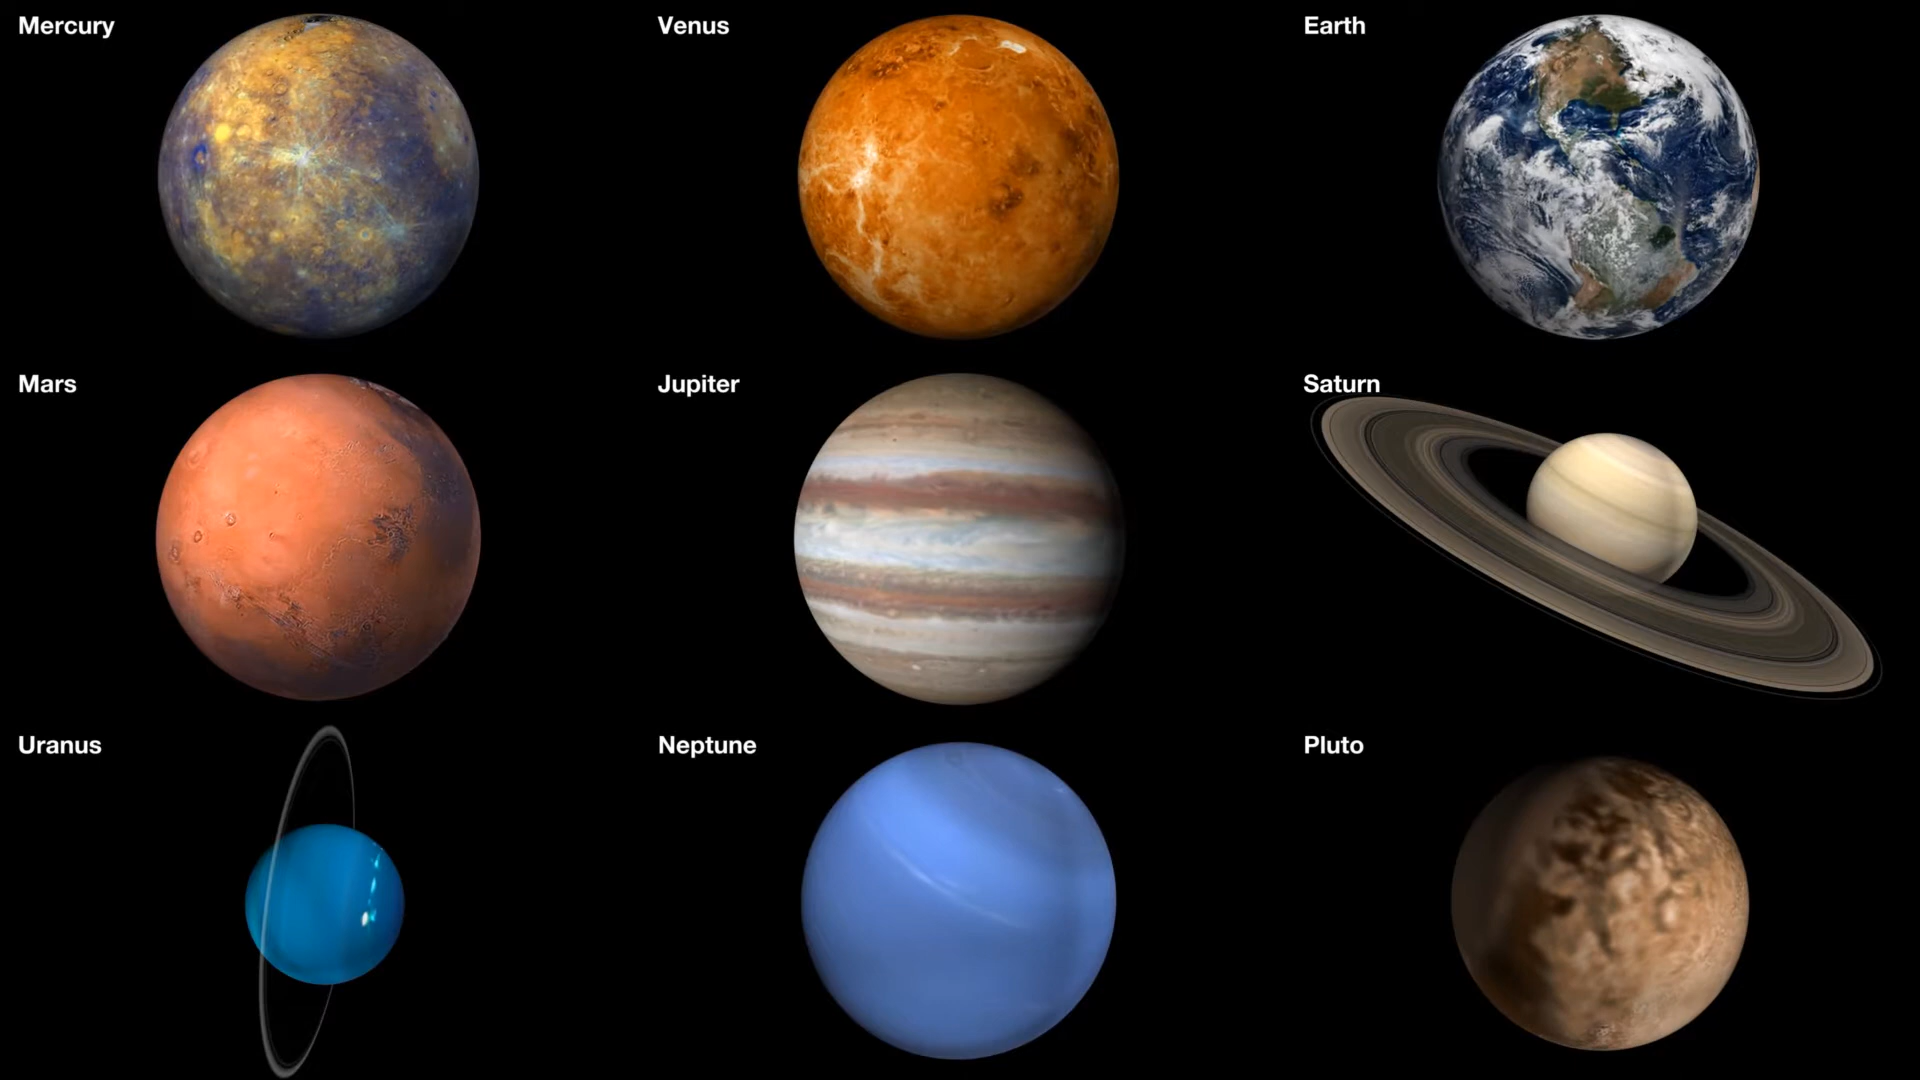 Mercury
Venus
Earth
Mars
Jupiter
Saturn
Uranus
Neptune
Pluto